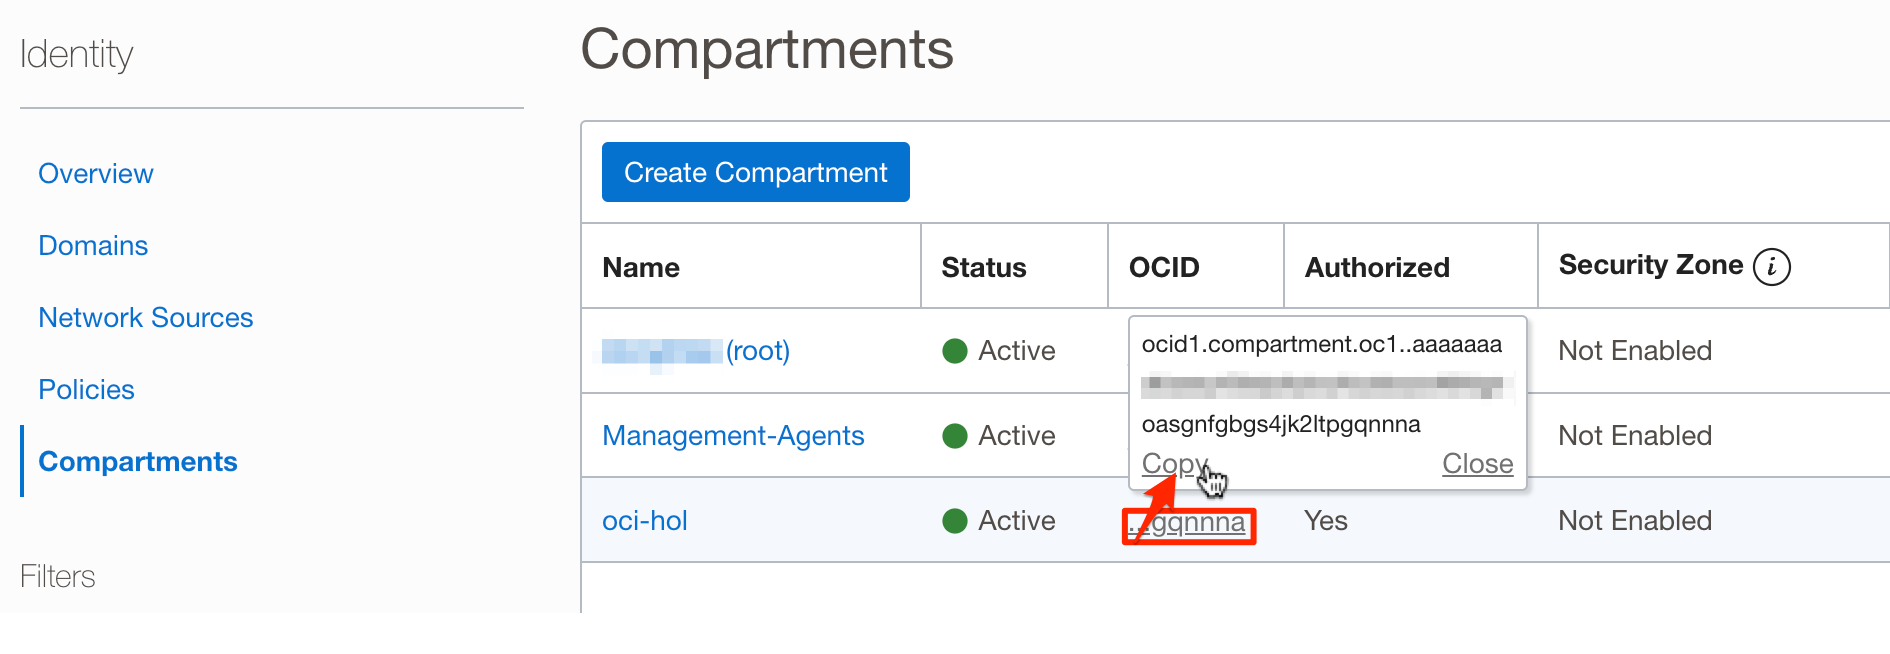 Identity
Overview
Domains
Network Sources
Policies
Compartments
Filters
Compartments
Create Compartment
Name Status OCID Authorized Security Zone i
(root) Active Not Enabled
ocid1.compartment.oc1..aaaaaaa
oasgnfgbgs4jk2ltpgqnnna
Copy Close
Management-Agents Active Not Enabled
oci-hol Active ...gqnnna Yes Not Enabled